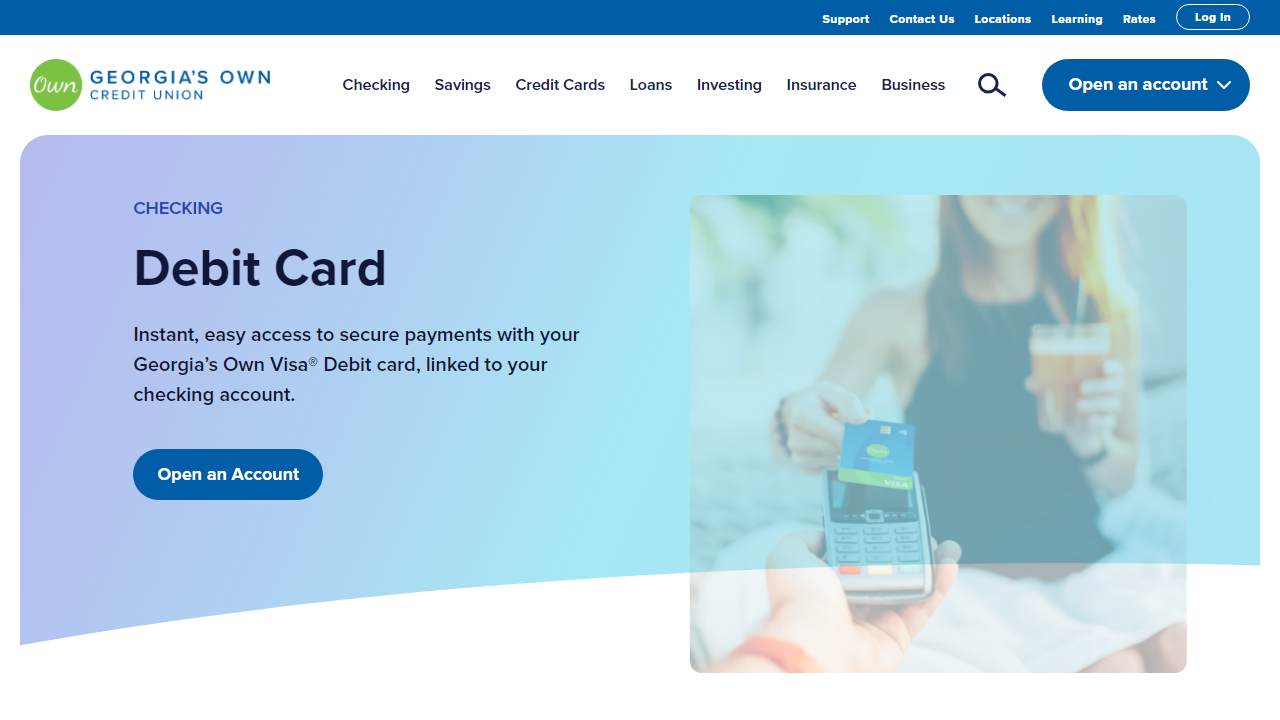 Support Contact Us Locations Learning Rates Log In
Own GEORGIA'S OWN
CREDIT UNION
Checking Savings Credit Cards Loans Investing Insurance Business
Open an account
CHECKING
Debit Card
Instant, easy access to secure payments with your
Georgia’s Own Visa® Debit card, linked to your
checking account.
Open an Account
VISA